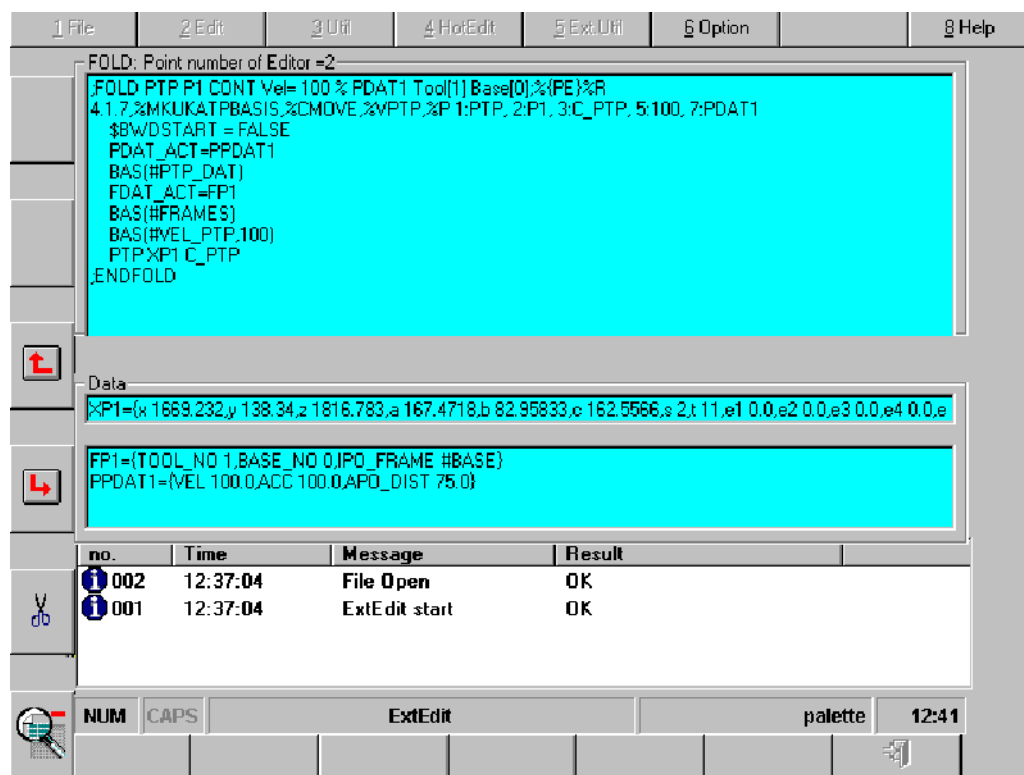 1 File 2 Edit 3 Util 4 HotEdit 5 Ext.Util 6 Option 8 Help
FOLD: Point number of Editor =2
;FOLD PTP P1 CONT Vel= 100 % PDAT1 Tool[1] Base[0];%{PE}%R
4.1.7,%MKUKATPBASIS,%CMOVE,%VPTP,%P 1:PTP, 2:P1, 3:C_PTP, 5:100, 7:PDAT1
$BWDSTART = FALSE
PDAT_ACT=PPDAT1
BAS(#PTP_DAT)
FDAT_ACT=FP1
BAS(#FRAMES)
BAS(#VEL_PTP,100)
PTP XP1 C_PTP
;ENDFOLD
Data
XP1={x 1669.232,y 138.34,z 1816.783,a 167.4718,b 82.95833,c 162.5566,s 2,t 11,e1 0.0,e2 0.0,e3 0.0,e4 0.0,e
FP1={TOOL_NO 1,BASE_NO 0,IPO_FRAME #BASE}
PPDAT1={VEL 100.0,ACC 100.0,APO_DIST 75.0}
no. Time Message Result
002 12:37:04 File Open OK
001 12:37:04 ExtEdit start OK
NUM CAPS ExtEdit palette 12:41